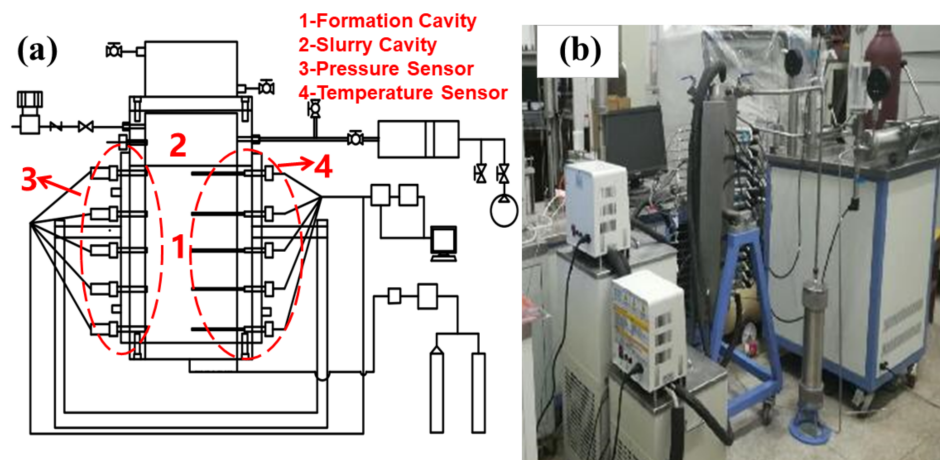 (a)
1-Formation Cavity
2-Slurry Cavity
3-Pressure Sensor
4-Temperature Sensor
2
3
4
1
(b)